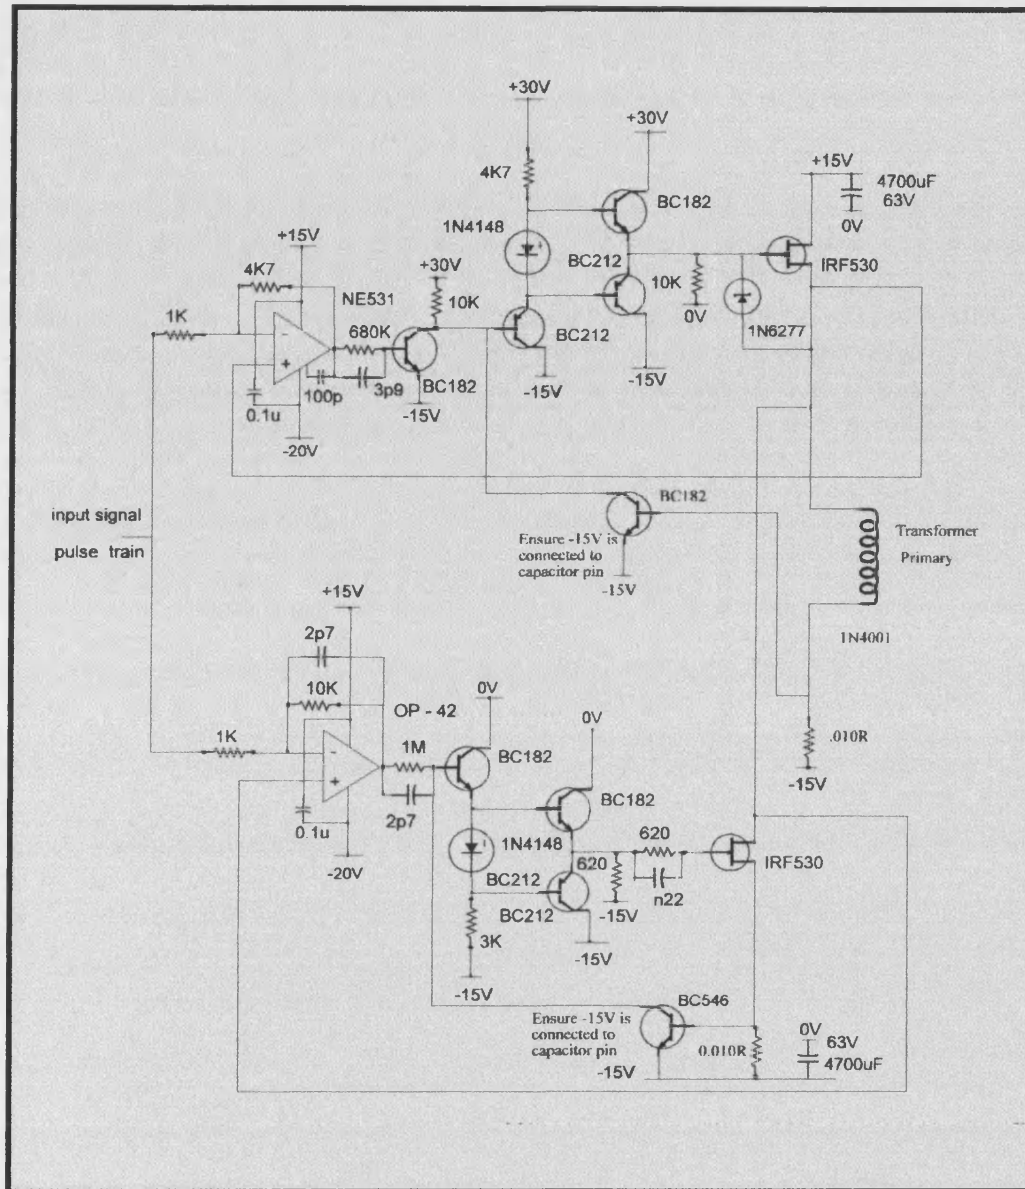 +30V
+30V
4K7
+15V
4700uF
63V
0V
BC182
1N4148
+15V
+30V
BC212
IRF530
4K7
NE531
10K
10K
0V
1N6277
1K
680K
BC212
-
+
100p
3p9
BC182
-15V
-15V
-15V
0.1u
-20V
BC182
input signal
pulse train
Ensure -15V is
connected to
capacitor pin
-15V
Transformer
Primary
+15V
1N4001
2p7
0V
10K
OP - 42
0V
.010R
1K
-
+
1M
BC182
-15V
BC182
2p7
0.1u
620
1N4148
620
IRF530
-20V
BC212
n22
BC212
-15V
3K
-15V
-15V
BC546
Ensure -15V is
connected to
capacitor pin
0.010R
0V
63V
4700uF
-15V